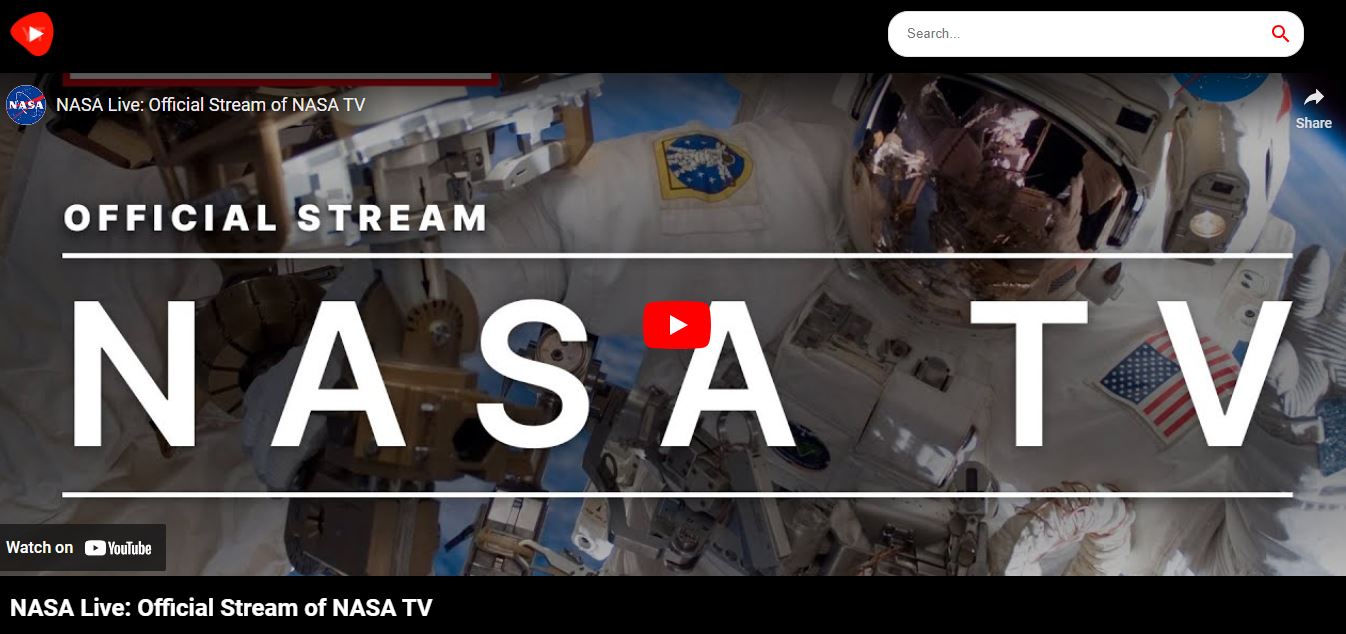 Search...
NASA
NASA Live: Official Stream of NASA TV
Share
OFFICIAL STREAM
NASA TV
Watch on YouTube
NASA Live: Official Stream of NASA TV